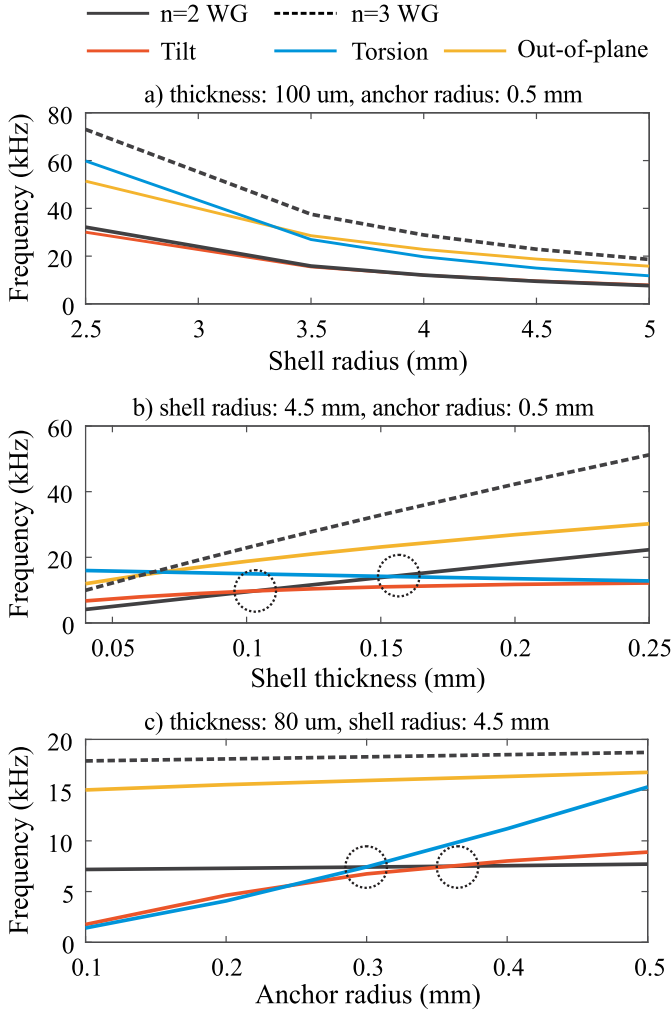 n=2 WG n=3 WG
Tilt Torsion Out-of-plane
a) thickness: 100 um, anchor radius: 0.5 mm
Frequency (kHz)
80
60
40
20
0
2.5 3 3.5 4 4.5 5
Shell radius (mm)
b) shell radius: 4.5 mm, anchor radius: 0.5 mm
Frequency (kHz)
60
40
20
0
0.05 0.1 0.15 0.2 0.25
Shell thickness (mm)
c) thickness: 80 um, shell radius: 4.5 mm
Frequency (kHz)
20
15
10
5
0
0.1 0.2 0.3 0.4 0.5
Anchor radius (mm)